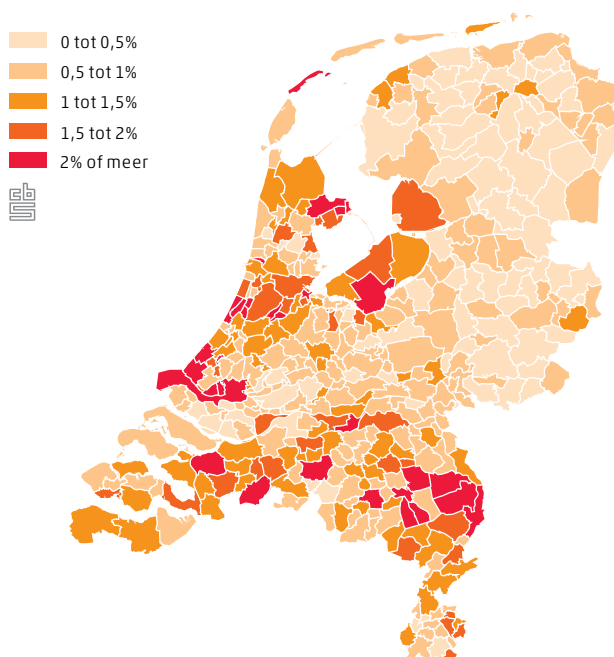 0 tot 0,5%
0,5 tot 1%
1 tot 1,5%
1,5 tot 2%
2% of meer
cbs